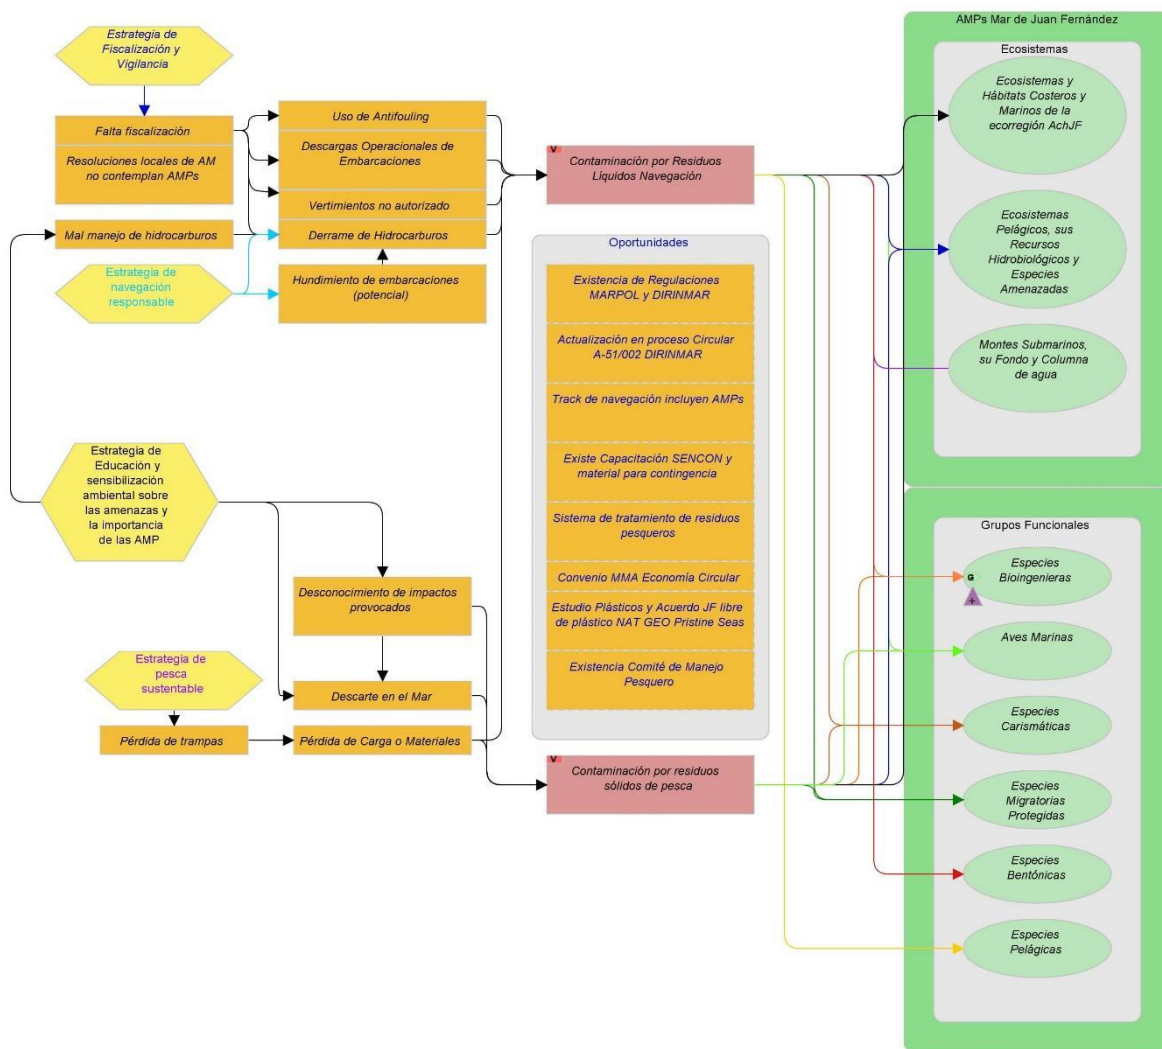 Estrategia de
Fiscalización y
Vigilancia
Falta fiscalización
Resoluciones locales de AM
no contemplan AMPs
Mal manejo de hidrocarburos
Estrategia de
navegación
responsable
Uso de Antifouling
Descargas Operacionales de
Embarcaciones
Vertimientos no autorizado
Derrame de Hidrocarburos
Hundimiento de embarcaciones
(potencial)
Estrategia de
Educación y
sensibilización
ambiental sobre
las amenazas y
la importancia
de las AMP
Desconocimiento de impactos
provocados
Descarte en el Mar
Estrategia de
pesca
sustentable
Pérdida de trampas
Pérdida de Carga o Materiales
V
Contaminación por Residuos
Líquidos Navegación
Oportunidades
Existencia de Regulaciones
MARPOL y DIRINMAR
Actualización en proceso Circular
A-51/002 DIRINMAR
Track de navegación incluyen AMPs
Existe Capacitación SENCON y
material para contingencia
Sistema de tratamiento de residuos
pesqueros
Convenio MMA Economía Circular
Estudio Plásticos y Acuerdo JF libre
de plástico NAT GEO Pristine Seas
Existencia Comité de Manejo
Pesquero
V
Contaminación por residuos
sólidos de pesca
AMPs Mar de Juan Fernández
Ecosistemas
Ecosistemas y
Hábitats Costeros y
Marinos de la
ecorregión AchJF
Ecosistemas
Pelágicos, sus
Recursos
Hidrobiológicos y
Especies
Amenazadas
Montes Submarinos,
su Fondo y Columna
de agua
Grupos Funcionales
Especies
Bioingenieras
G
+
Aves Marinas
Especies
Carismáticas
Especies
Migratorias
Protegidas
Especies
Bentónicas
Especies
Pelágicas